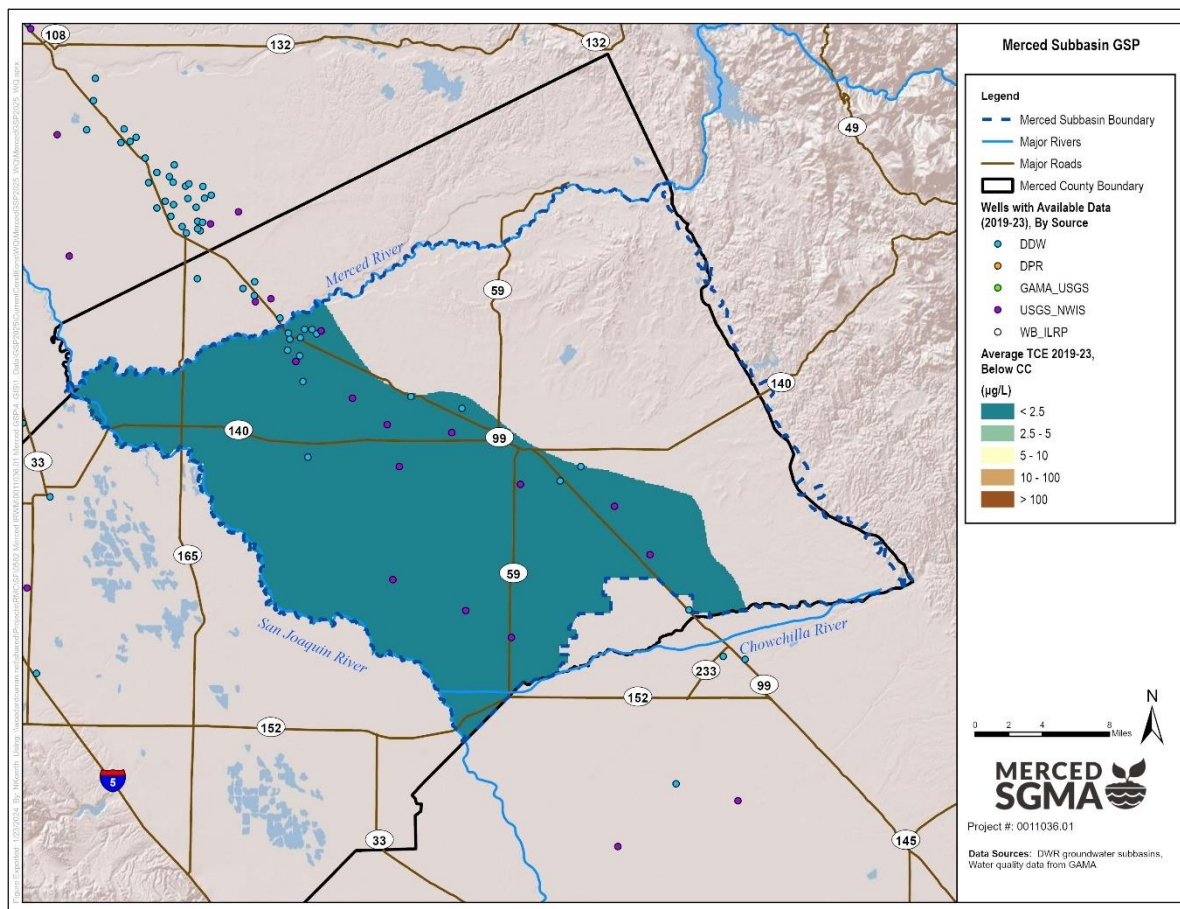 108
132
132
49
Merced River
59
140
140
99
33
165
59
San Joaquin River
Chowchilla River
233
99
152
152
5
33
145
Merced Subbasin GSP
Legend
Merced Subbasin Boundary
Major Rivers
Major Roads
Merced County Boundary
Wells with Available Data
(2019-23), By Source
DDW
DPR
GAMA_USGS
USGS_NWIS
WB_ILRP
Average TCE 2019-23,
Below CC
(µg/L)
< 2.5
2.5 - 5
5 - 10
10 - 100
> 100
N
0 2 4 8
Miles
MERCED
SGMA
Project #: 0011036.01
Data Sources: DWR groundwater subbasins,
Water quality data from GAMA